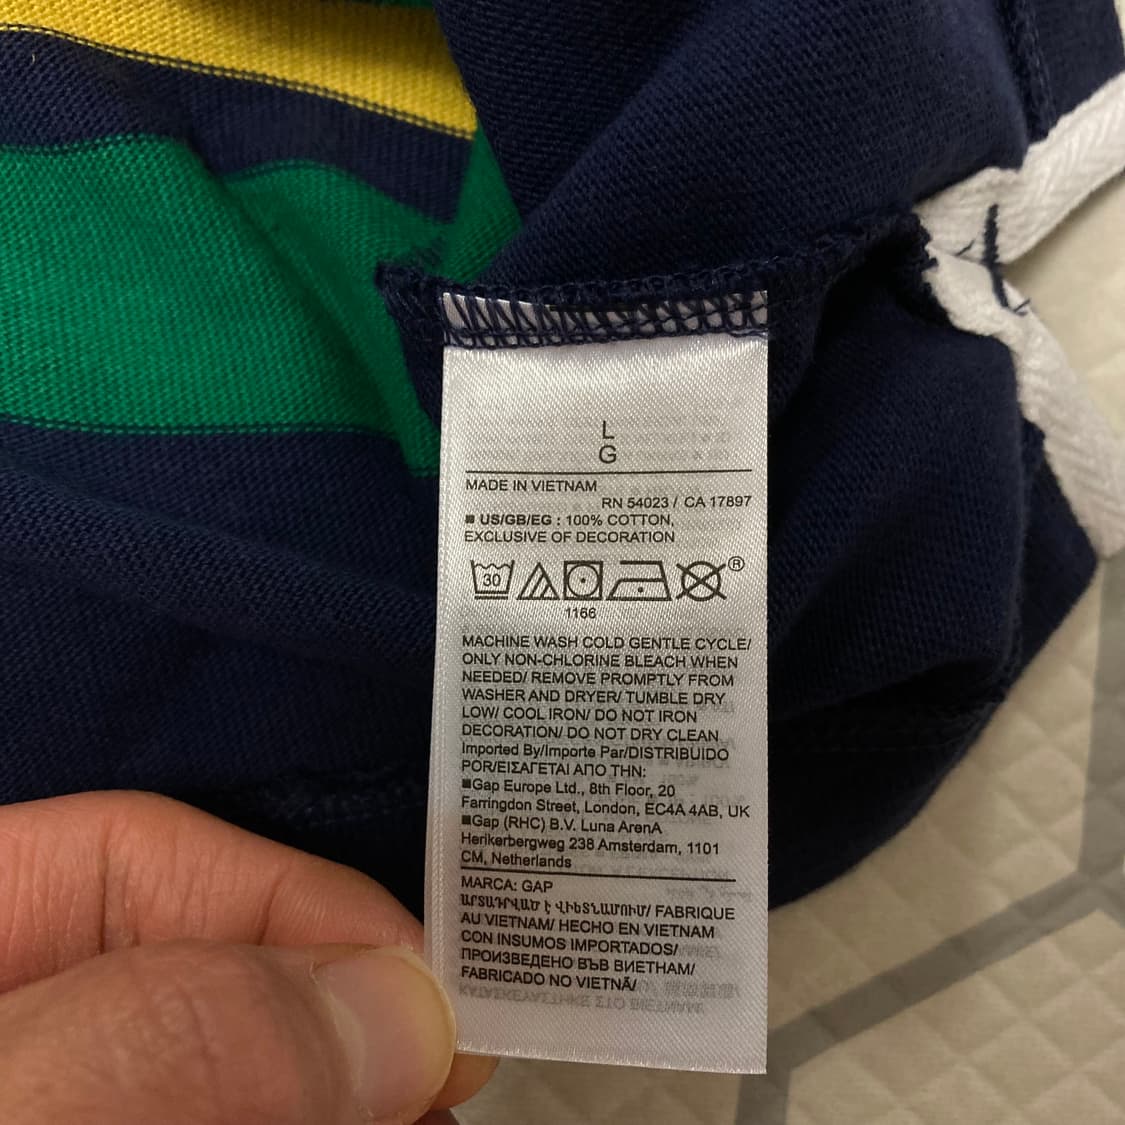 L
G
MADE IN VIETNAM
RN 54023 / CA 17897
■ US/GB/EG : 100% COTTON,
EXCLUSIVE OF DECORATION
30
®
1166
MACHINE WASH COLD GENTLE CYCLE/
ONLY NON-CHLORINE BLEACH WHEN
NEEDED/ REMOVE PROMPTLY FROM
WASHER AND DRYER/ TUMBLE DRY
LOW/ COOL IRON/ DO NOT IRON
DECORATION/ DO NOT DRY CLEAN
Imported By/Importe Par/DISTRIBUIDO
POR/ΕΙΣΑΓΕΤΑΙ ΑΠΟ ΤΗΝ:
■Gap Europe Ltd., 8th Floor, 20
Farringdon Street, London, EC4A 4AB, UK
■Gap (RHC) B.V. Luna ArenA
Herikerbergweg 238 Amsterdam, 1101
CM, Netherlands
MARCA: GAP
ԱՐՏԱԴՐՎԱԾ Է ՎԻԵՏՆԱՄՈՒՄ/ FABRIQUE
AU VIETNAM/ HECHO EN VIETNAM
CON INSUMOS IMPORTADOS/
ПРОИЗВЕДЕНО ВЪВ ВИЕТНАМ/
FABRICADO NO VIETNÃ/